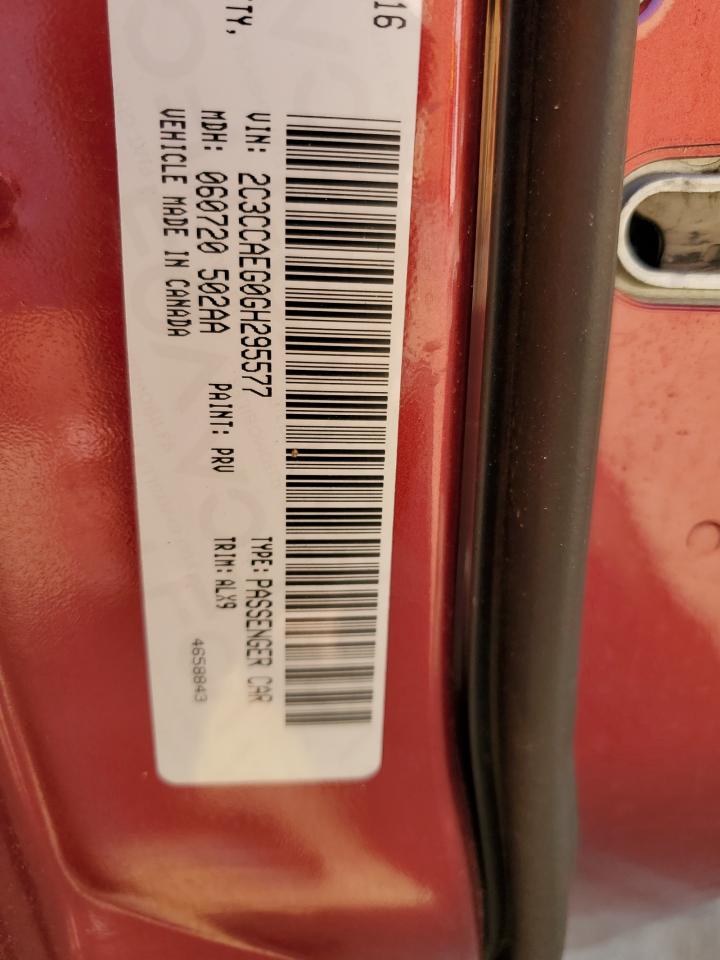 16
TY,
VIN: 2C3CCAEG0GH295577
TYPE: PASSENGER CAR
MDH: 060720 502AA
PAINT: PRV
TRIM: ALX9
VEHICLE MADE IN CANADA
4658843